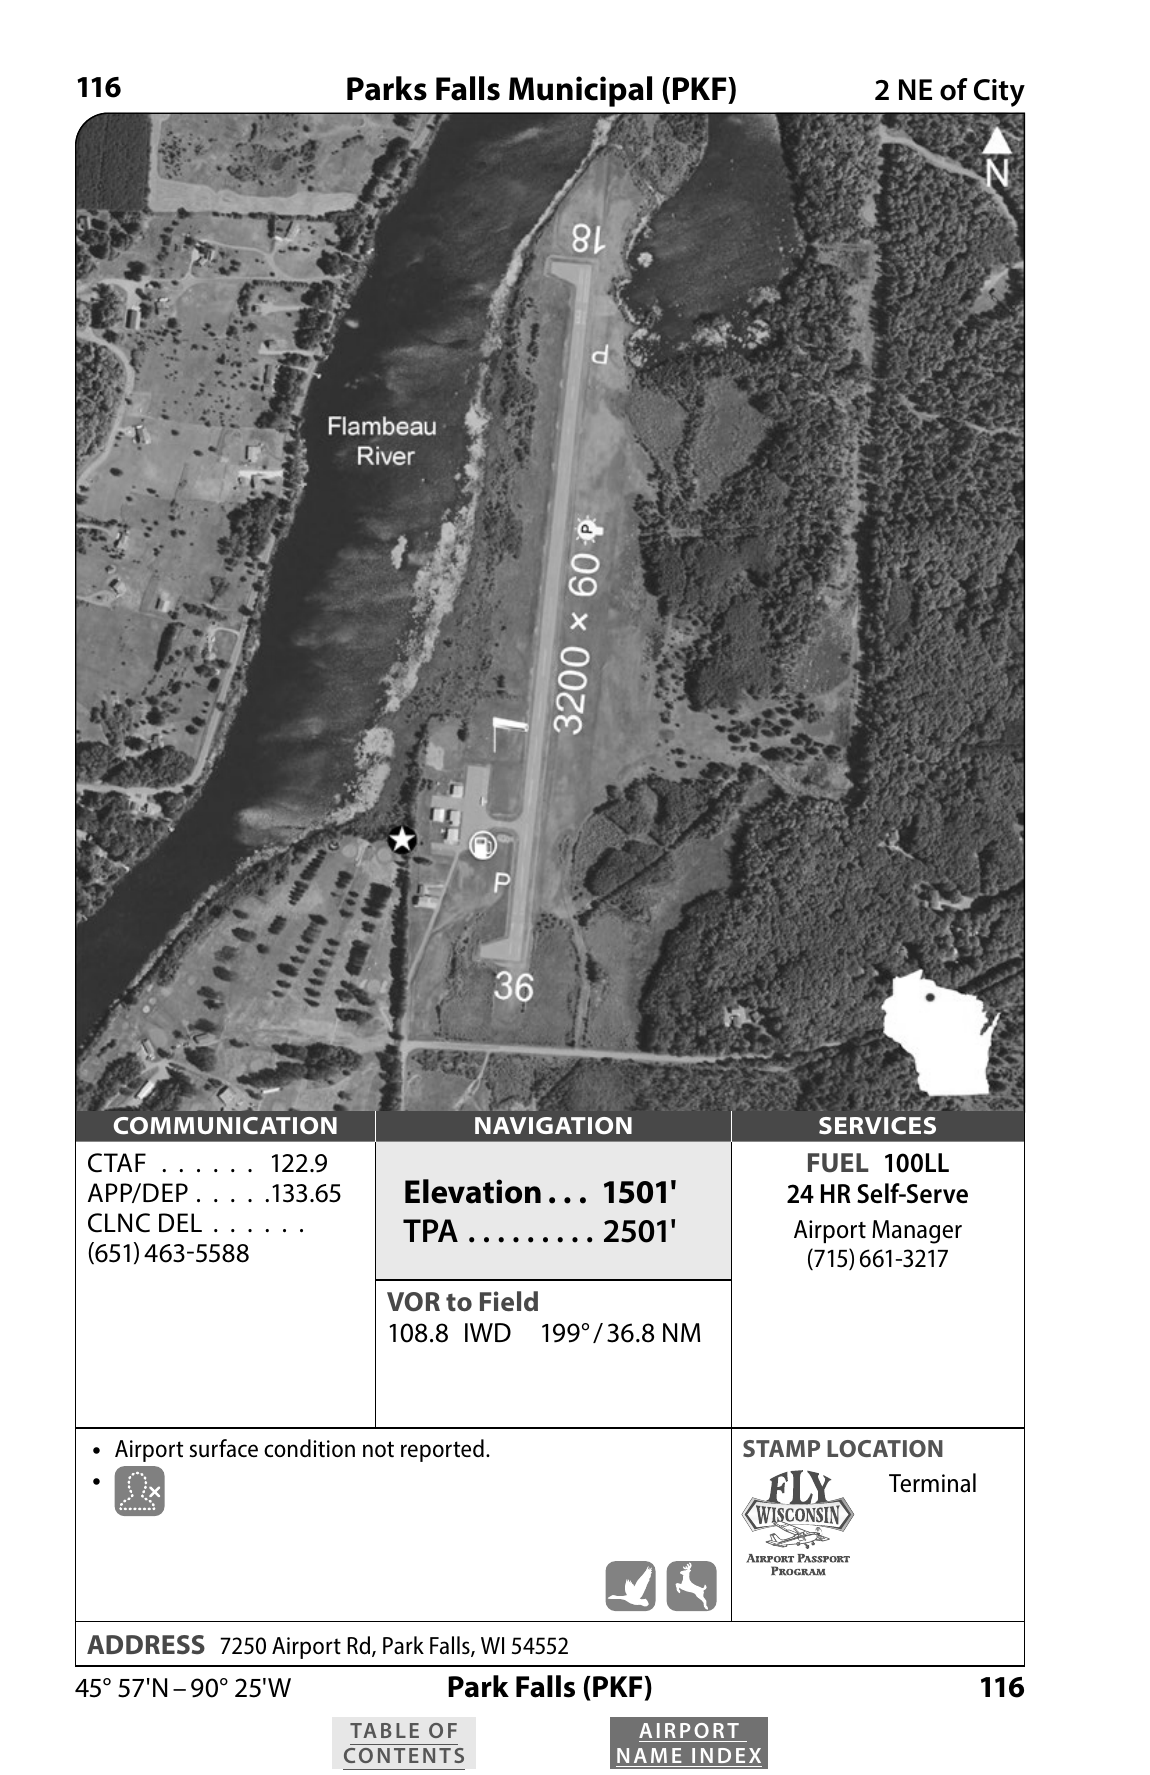 116 Parks Falls Municipal (PKF) 2 NE of City
N
18
P
Flambeau
River
P
3200 × 60
P
36
COMMUNICATION NAVIGATION SERVICES
CTAF . . . . . . 122.9
APP/DEP . . . . .133.65
CLNC DEL . . . . . .
(651) 463-5588
Elevation . . . 1501'
TPA . . . . . . . . . 2501'
VOR to Field
108.8 IWD 199° / 36.8 NM
FUEL 100LL
24 HR Self-Serve
Airport Manager
(715) 661-3217
• Airport surface condition not reported.
•
STAMP LOCATION
Terminal
FLY
WISCONSIN
AIRPORT PASSPORT
PROGRAM
ADDRESS 7250 Airport Rd, Park Falls, WI 54552
45° 57'N – 90° 25'W Park Falls (PKF) 116
TABLE OF
CONTENTS
AIRPORT
NAME INDEX